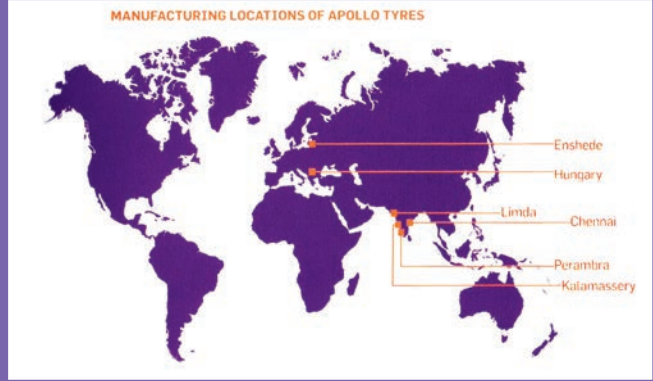 MANUFACTURING LOCATIONS OF APOLLO TYRES
Enshede
Hungary
Limda
Chennai
Perambra
Kalamassery